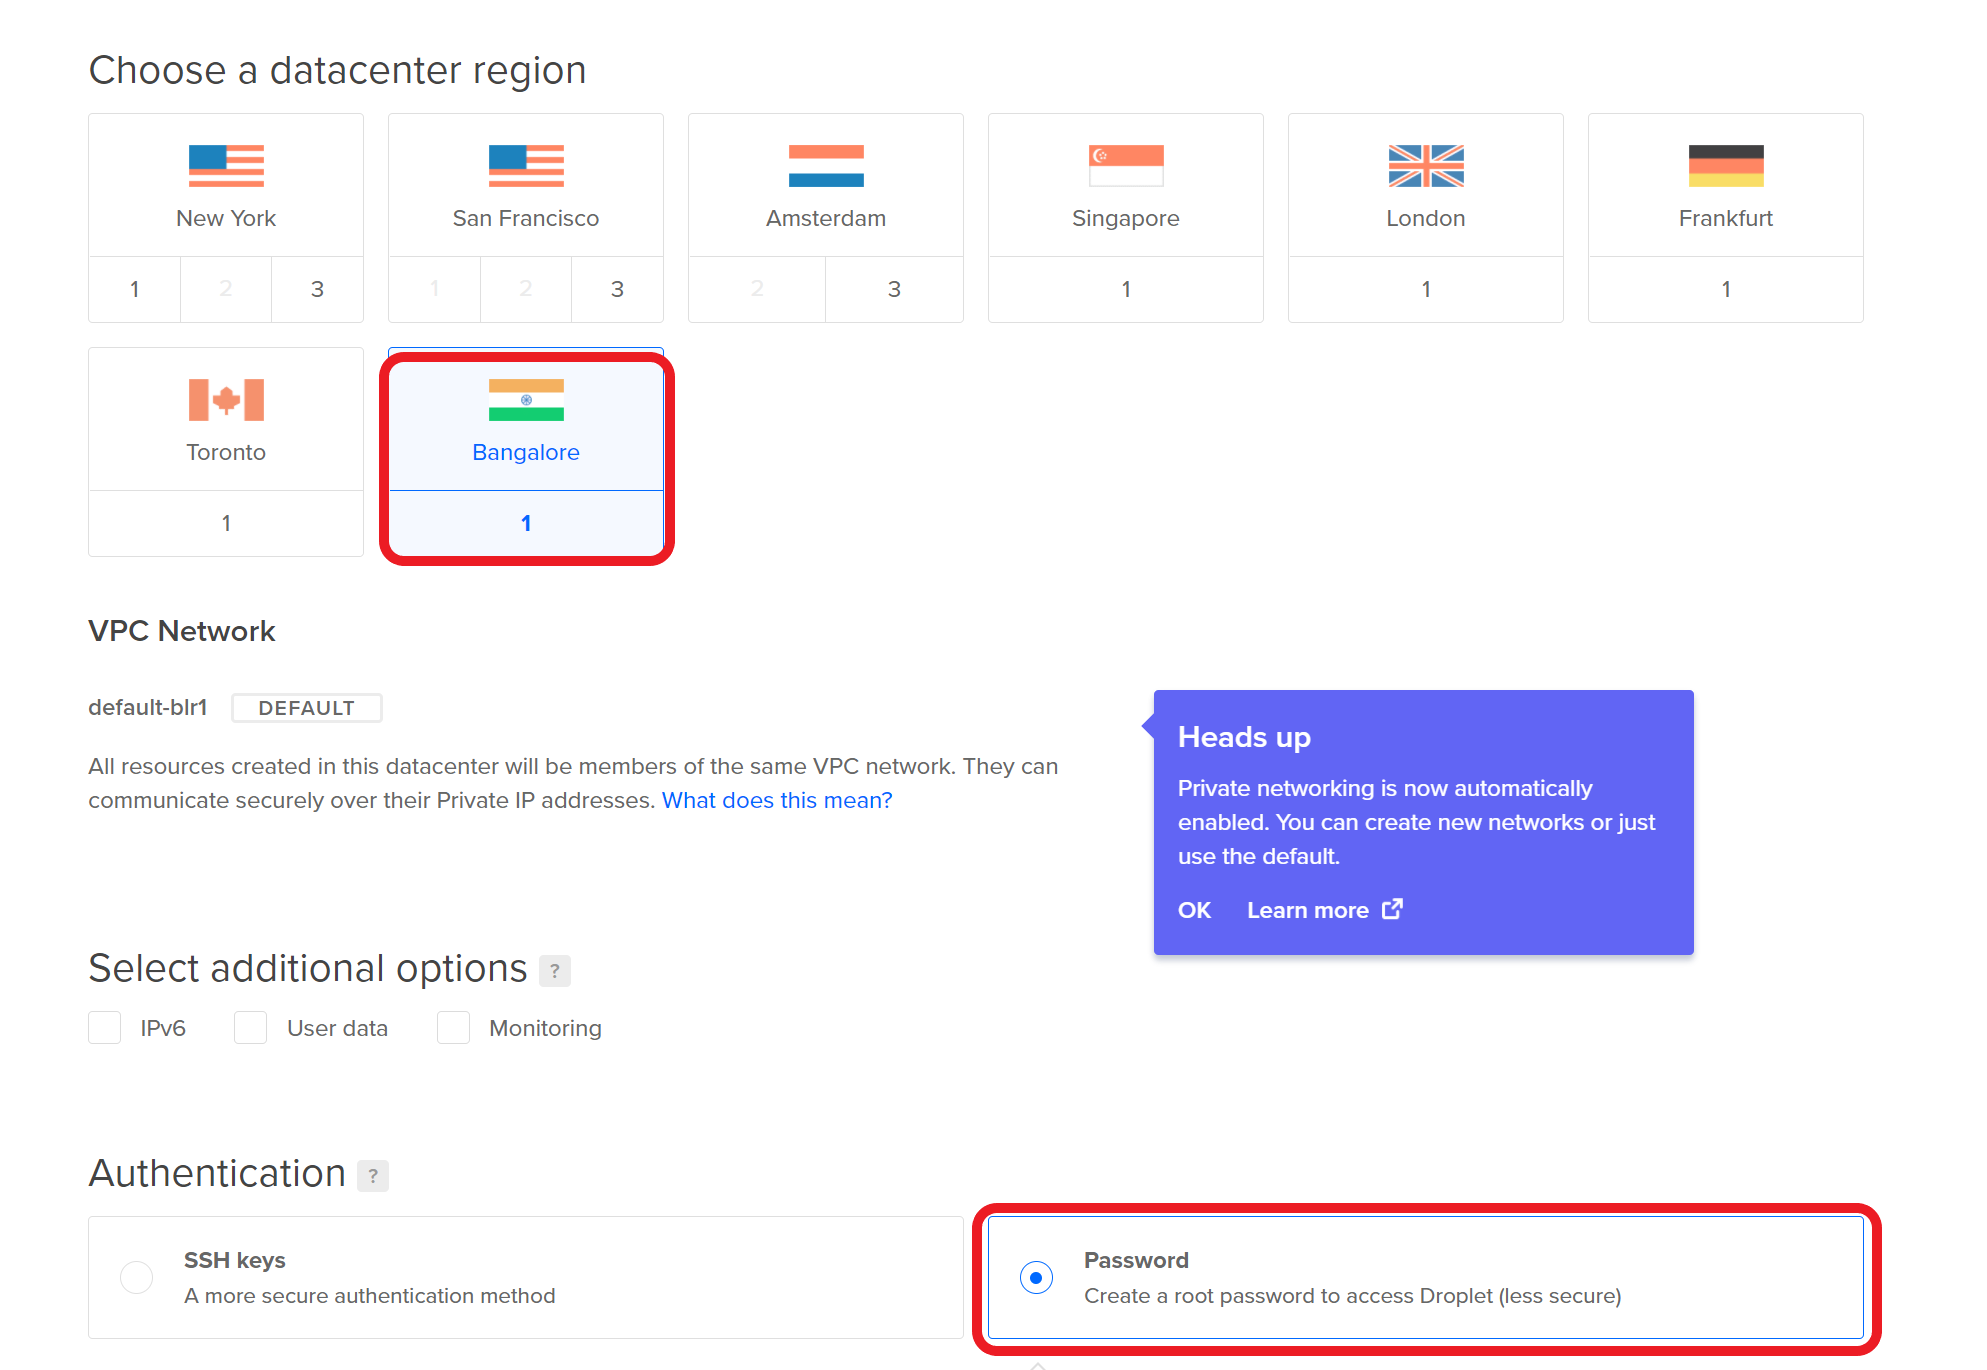 Choose a datacenter region
New York
San Francisco
Amsterdam
Singapore
London
Frankfurt
1 2 3
1 2 3
2 3
1
1
1
Toronto
Bangalore
1
1
VPC Network
default-blr1 DEFAULT
All resources created in this datacenter will be members of the same VPC network. They can
communicate securely over their Private IP addresses. What does this mean?
Heads up
Private networking is now automatically
enabled. You can create new networks or just
use the default.
OK Learn more
Select additional options ?
IPv6 User data Monitoring
Authentication ?
SSH keys
A more secure authentication method
Password
Create a root password to access Droplet (less secure)